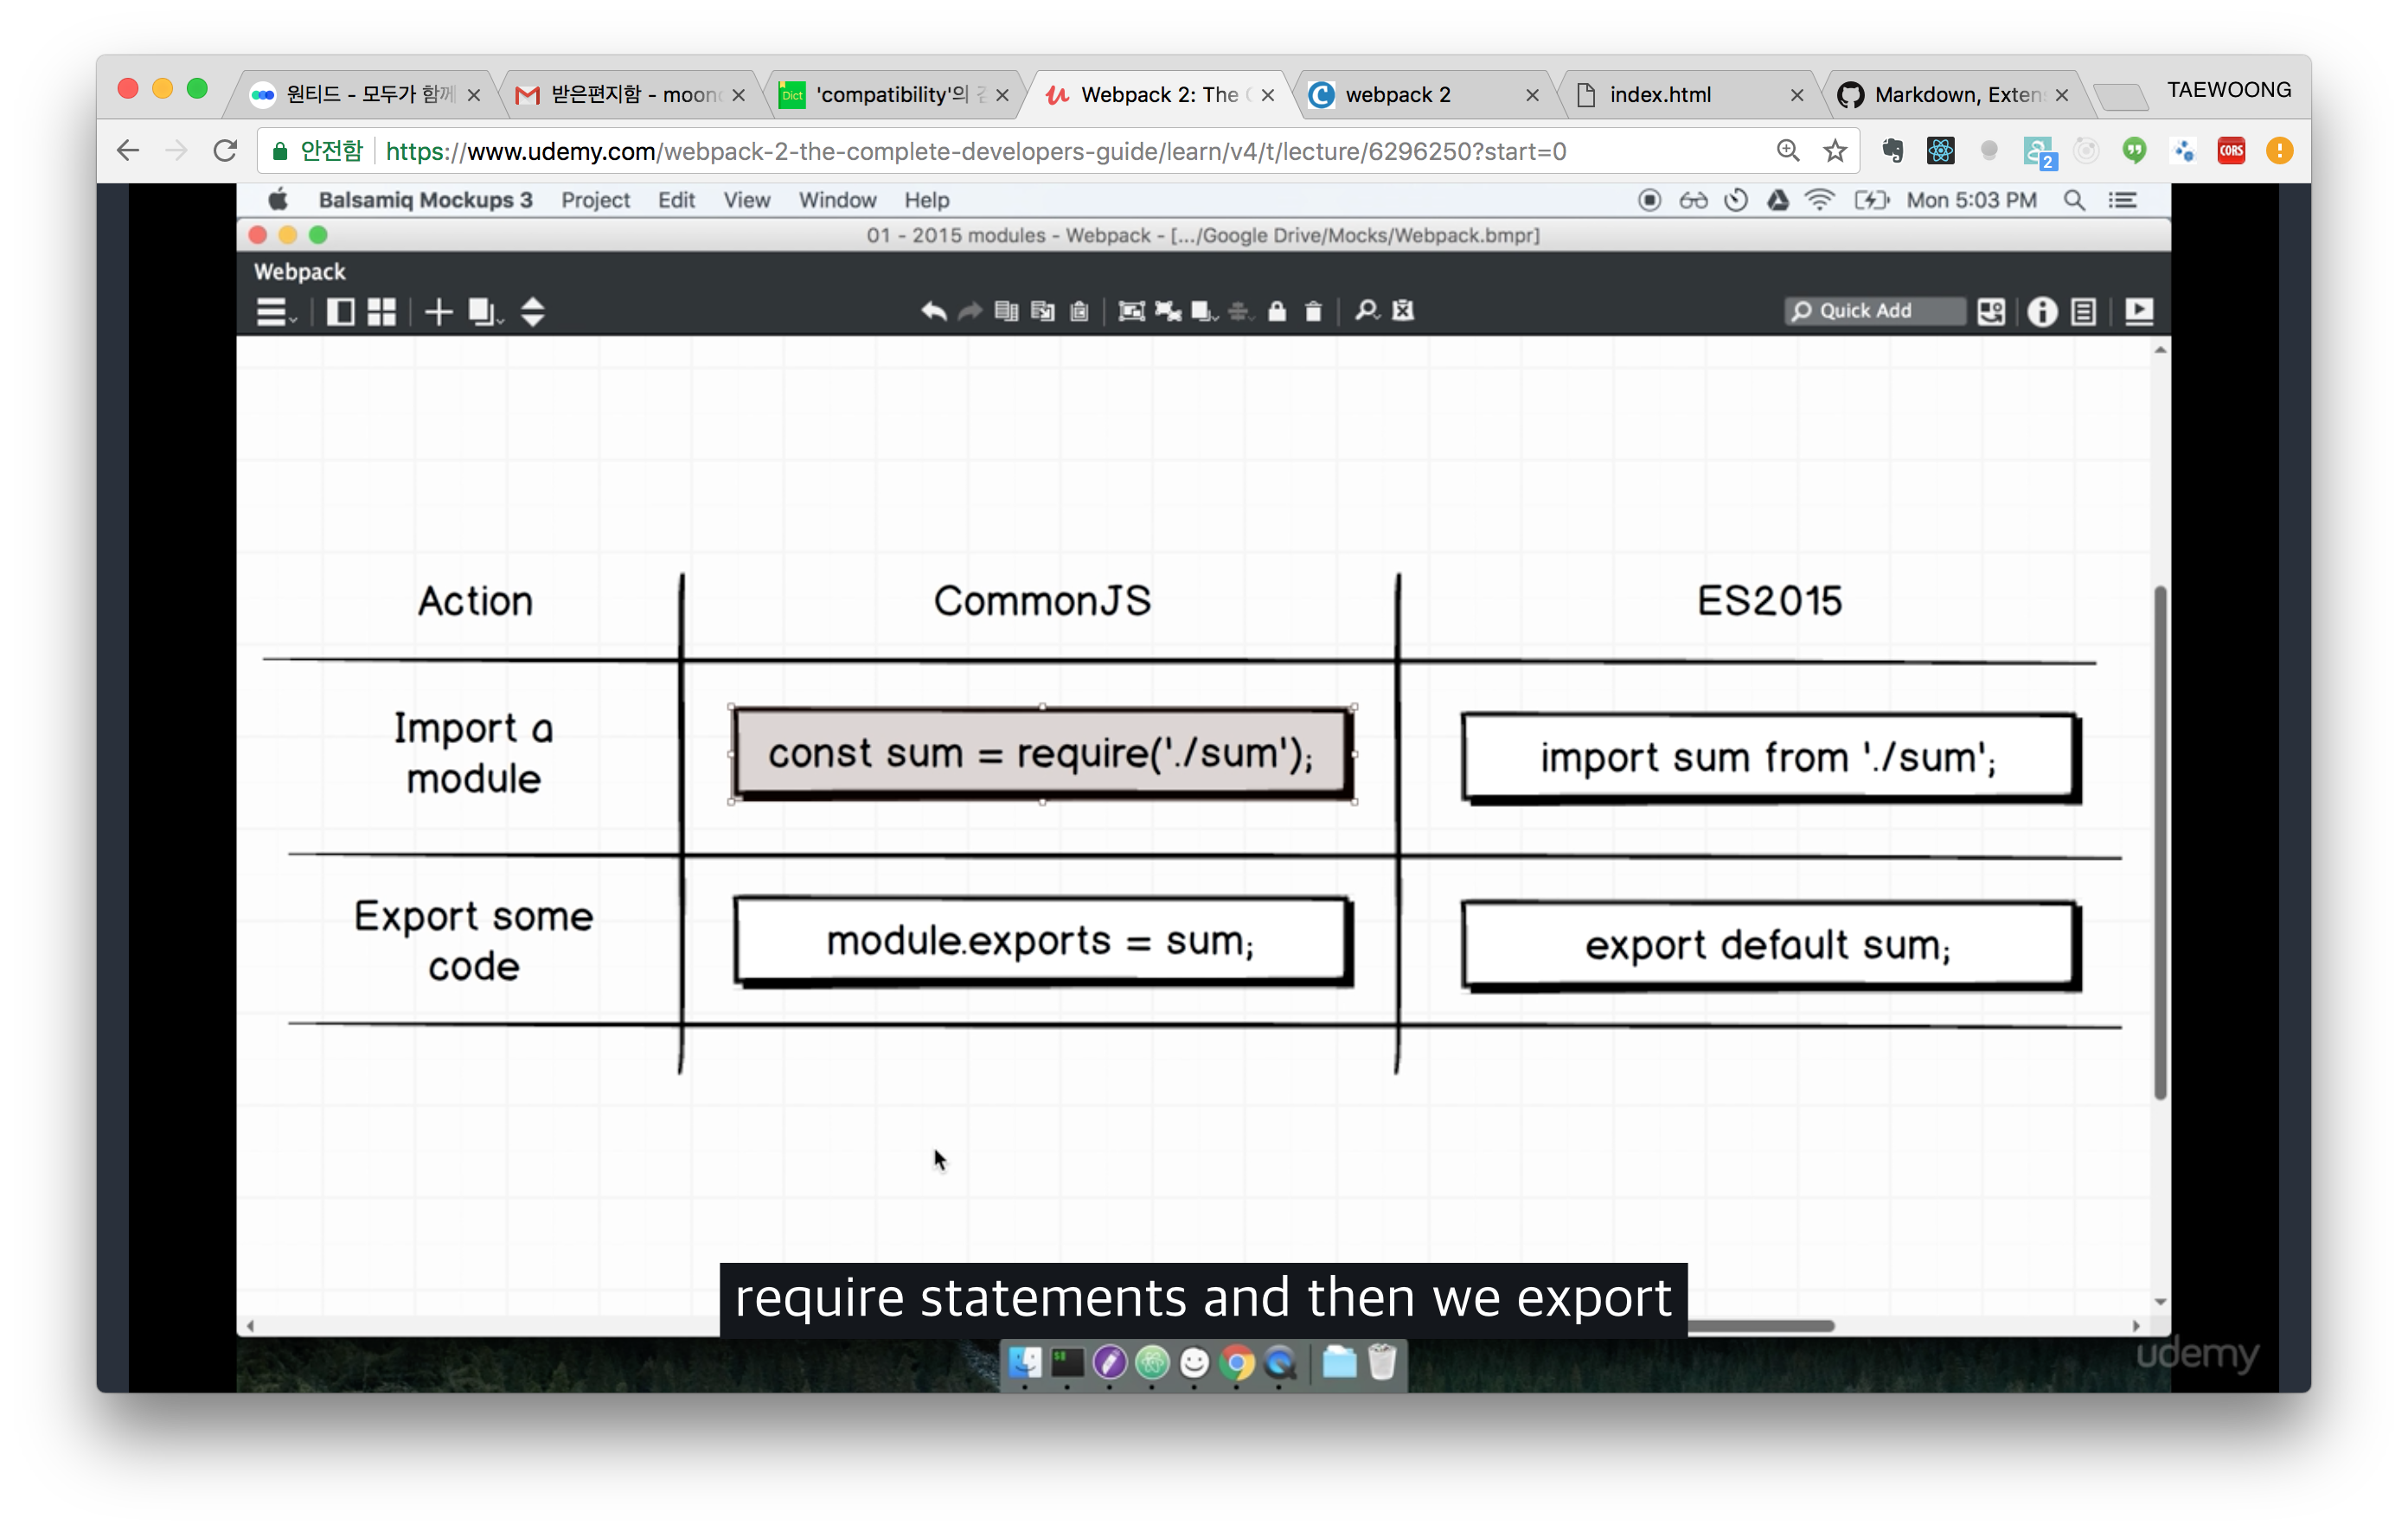 원티드 - 모두가 함께
받은편지함 - moon
Dict
'compatibility'의
Webpack 2: The
webpack 2
index.html
Markdown, Exten
TAEWOONG
안전함
https://www.udemy.com/webpack-2-the-complete-developers-guide/learn/v4/t/lecture/6296250?start=0
2
CORS
Balsamiq Mockups 3 Project Edit View Window Help
Mon 5:03 PM
01 - 2015 modules - Webpack - [.../Google Drive/Mocks/Webpack.bmpr]
Webpack
Quick Add
Action
CommonJS
ES2015
Import a
module
const sum = require('./sum');
import sum from './sum';
Export some
code
module.exports = sum;
export default sum;
require statements and then we export
udemy